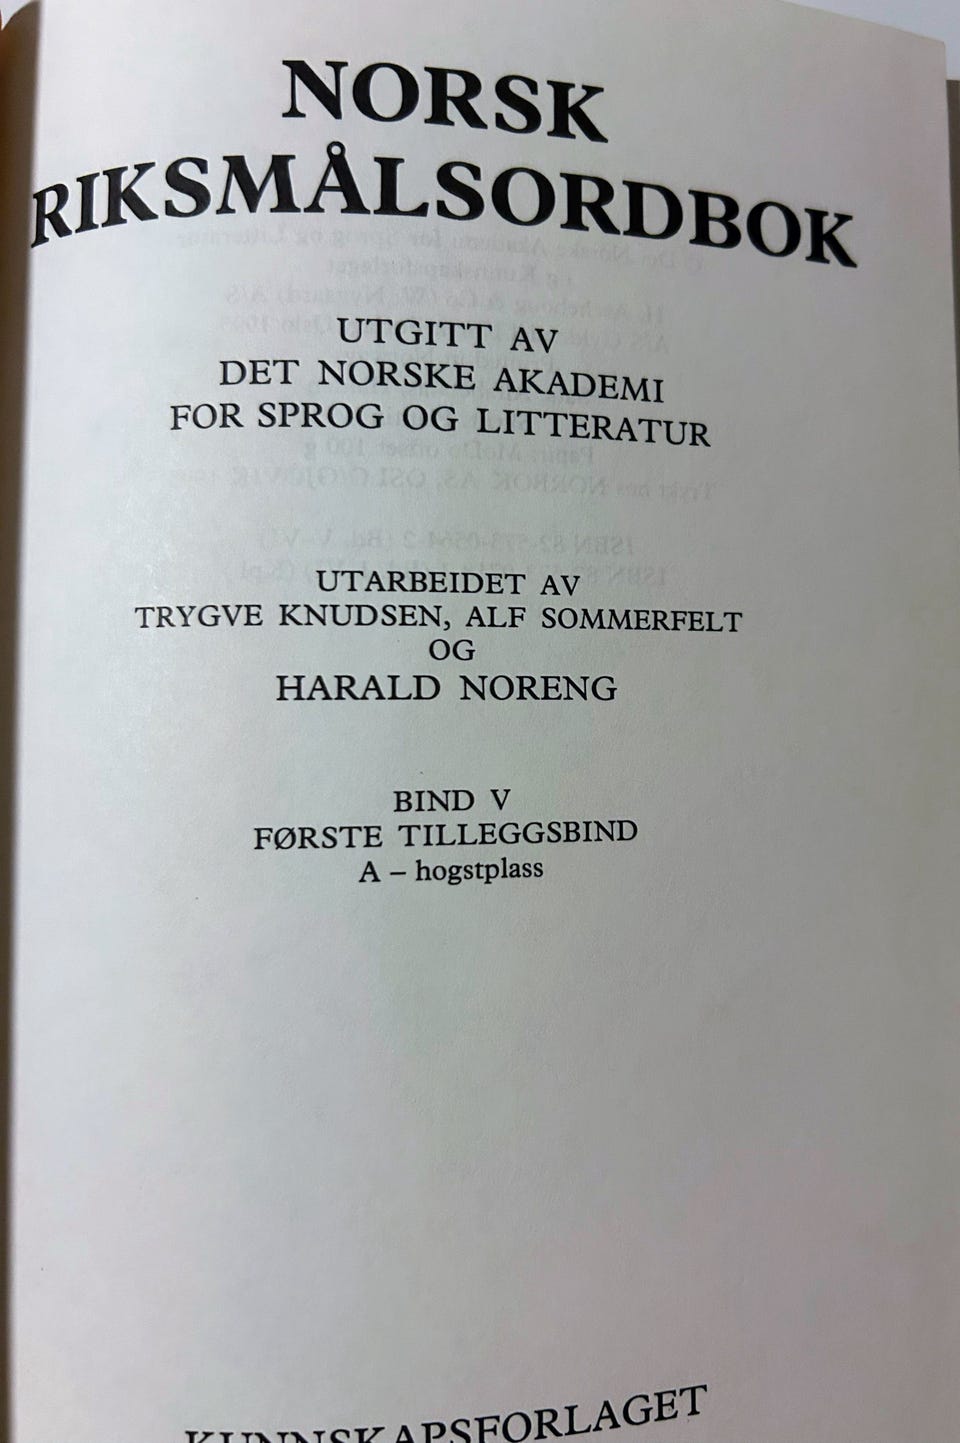 NORSK
RIKSMÅLSORDBOK
UTGITT AV
DET NORSKE AKADEMI
FOR SPROG OG LITTERATUR
UTARBEIDET AV
TRYGVE KNUDSEN, ALF SOMMERFELT
OG
HARALD NORENG
BIND V
FØRSTE TILLEGGSBIND
A – hogstplass
KUNNSKAPSFORLAGET